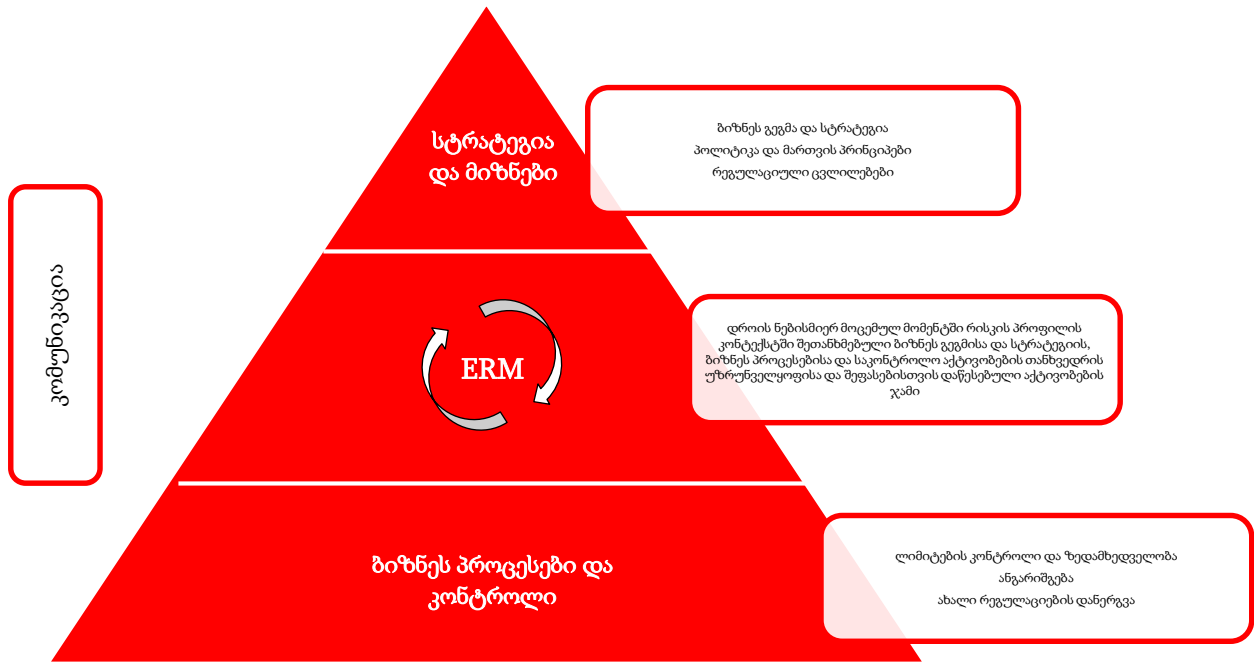 სტრატეგია
და მიზნები
ბიზნეს გეგმა და სტრატეგია
პოლიტიკა და მართვის პრინციპები
რეგულაციული ცვლილებები
კომუნიკაცია
ERM
დროის ნებისმიერ მოცემულ მომენტში რისკის პროფილის
კონტექსტში შეთანხმებული ბიზნეს გეგმისა და სტრატეგიის,
ბიზნეს პროცესებისა და საკონტროლო აქტივობების თანხვედრის
უზრუნველყოფისა და შეფასებისთვის დაწესებული აქტივობების
ჯამი
ბიზნეს პროცესები და
კონტროლი
ლიმიტების კონტროლი და ზედამხედველობა
ანგარიშგება
ახალი რეგულაციების დანერგვა